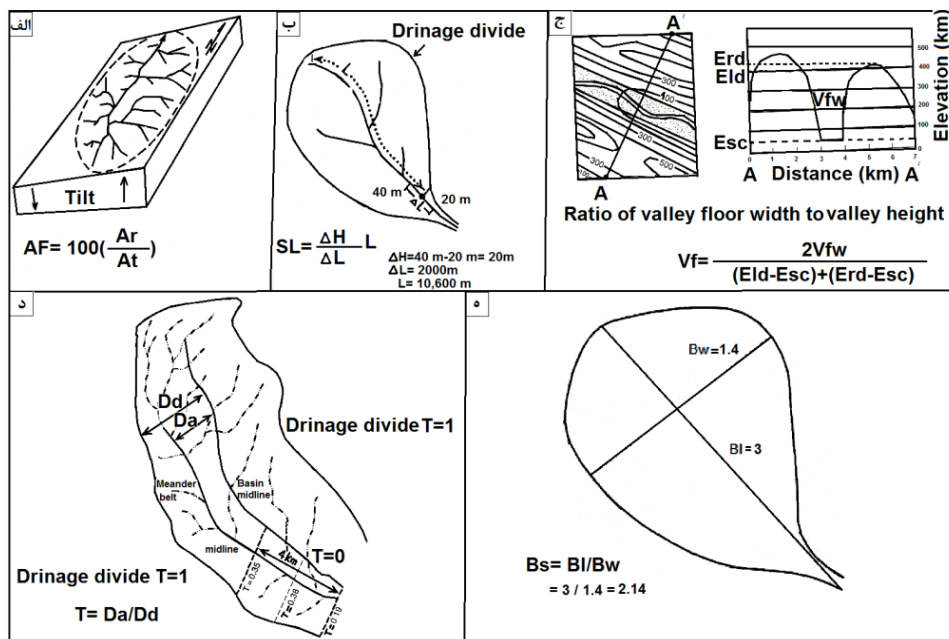 الف
Tilt
AF= 100(Ar/At)
ب
Drinage divide
L
40 m
20 m
ΔL
SL= ΔH/ΔL L
ΔH=40 m-20 m= 20m
ΔL= 2000m
L= 10,600 m
ج
A'
300
100
300
500
A
Erd
Eld
Esc
Vfw
500
400
300
200
100
0
Elevation (km)
0 1 2 3 4 5 6 7
A Distance (km) A'
Ratio of valley floor width to valley height
Vf= 2Vfw/(Eld-Esc)+(Erd-Esc)
د
Dd
Da
Drinage divide T=1
Meander
belt
Basin
midline
midline
4 km
T=0
T=0.35
T=0.38
T=0.19
Drinage divide T=1
T= Da/Dd
ه
Bw=1.4
Bl=3
Bs= Bl/Bw
= 3 / 1.4 = 2.14